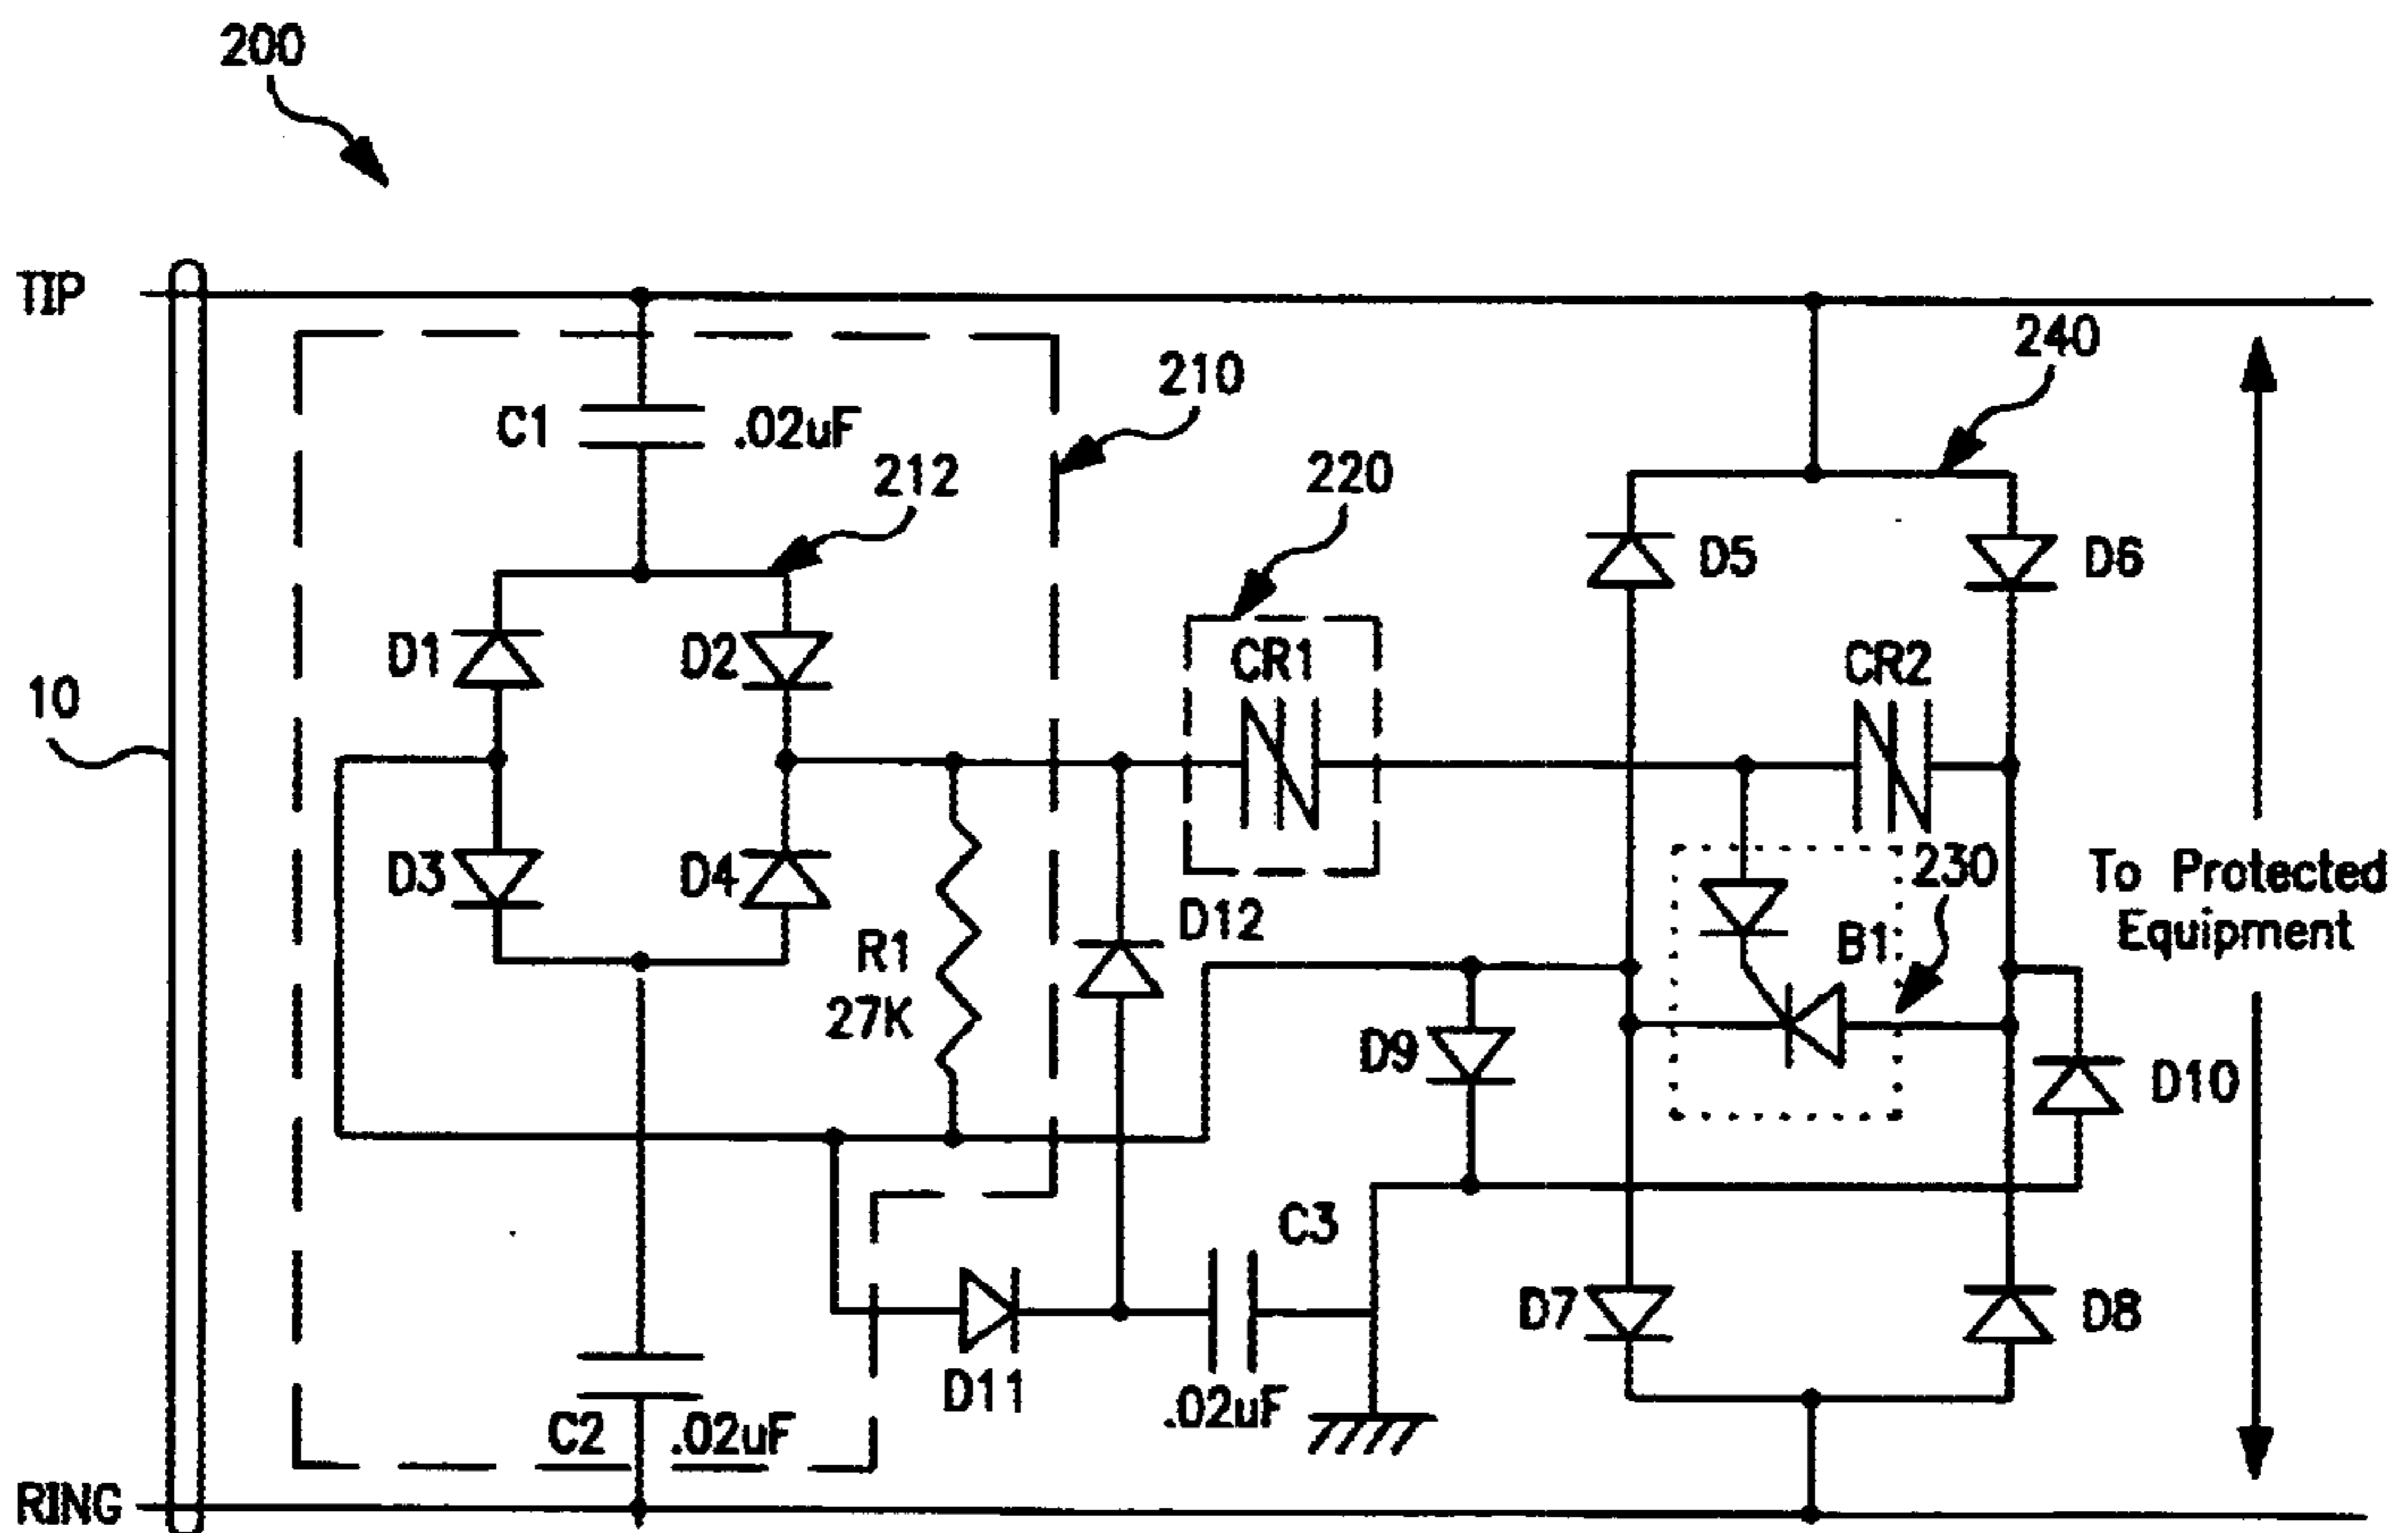 200
TIP
240
210
C1 .02uF
212
220
D5 D6
D1 D2 CR1 CR2
10
D3 D4 230
To Protected
Equipment
D12
B1
R1
27K
D9 D10
C3
D7 D8
D11
.02uF
C2 .02uF
RING